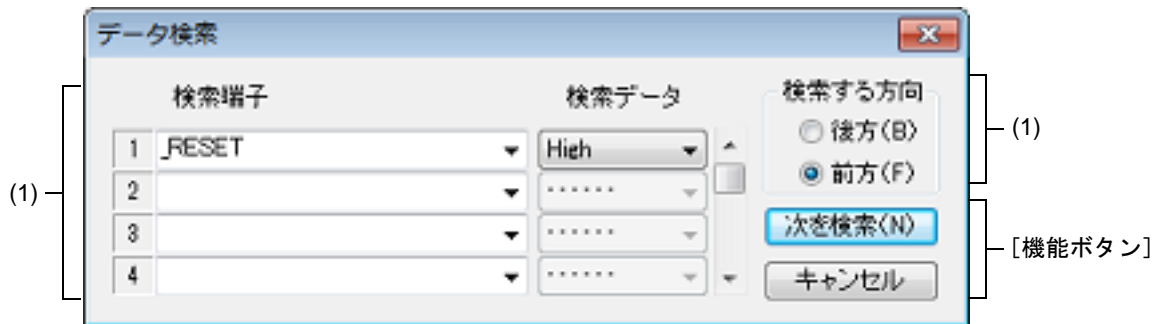 データ検索
検索端子 検索データ
1 _RESET High
2 ･･････
3 ･･････
4 ･･････
検索する方向
後方(B)
前方(F)
次を検索(N)
キャンセル
(1)
(1)
[機能ボタン]